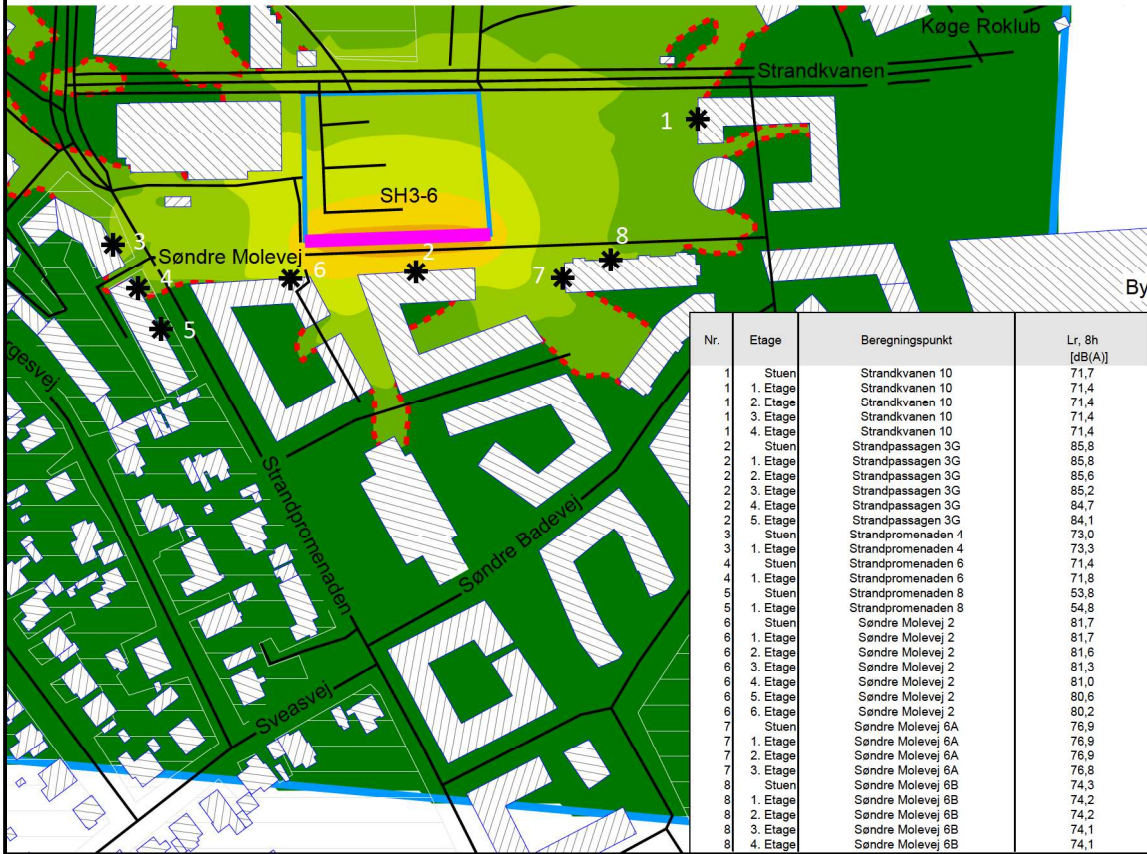 Køge Roklub
Strandkvanen
1
SH3-6
3
Søndre Molevej
8
2
4
6
7
5
By
rgesvej
Strandpromenaden
Søndre Badevej
Sveasvej
Nr. Etage Beregningspunkt Lr, 8h
[dB(A)]
1 Stuen Strandkvanen 10 71,7
1 1. Etage Strandkvanen 10 71,4
1 2. Etage Strandkvanen 10 71,4
1 3. Etage Strandkvanen 10 71,4
1 4. Etage Strandkvanen 10 71,4
2 Stuen Strandpassagen 3G 85,8
2 1. Etage Strandpassagen 3G 85,8
2 2. Etage Strandpassagen 3G 85,6
2 3. Etage Strandpassagen 3G 85,2
2 4. Etage Strandpassagen 3G 84,7
2 5. Etage Strandpassagen 3G 84,1
3 Stuen Strandpromenaden 4 73,0
3 1. Etage Strandpromenaden 4 73,3
4 Stuen Strandpromenaden 6 71,4
4 1. Etage Strandpromenaden 6 71,8
5 Stuen Strandpromenaden 8 53,8
5 1. Etage Strandpromenaden 8 54,8
6 Stuen Søndre Molevej 2 81,7
6 1. Etage Søndre Molevej 2 81,7
6 2. Etage Søndre Molevej 2 81,6
6 3. Etage Søndre Molevej 2 81,3
6 4. Etage Søndre Molevej 2 81,0
6 5. Etage Søndre Molevej 2 80,6
6 6. Etage Søndre Molevej 2 80,2
7 Stuen Søndre Molevej 6A 76,9
7 1. Etage Søndre Molevej 6A 76,9
7 2. Etage Søndre Molevej 6A 76,9
7 3. Etage Søndre Molevej 6A 76,8
8 Stuen Søndre Molevej 6B 74,3
8 1. Etage Søndre Molevej 6B 74,2
8 2. Etage Søndre Molevej 6B 74,2
8 3. Etage Søndre Molevej 6B 74,1
8 4. Etage Søndre Molevej 6B 74,1